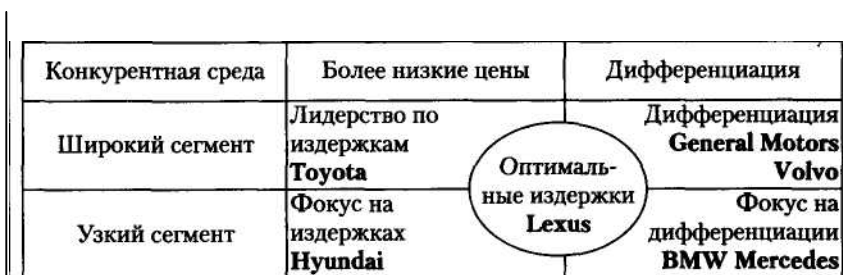 Конкурентная среда
Более низкие цены
Дифференциация
Широкий сегмент
Лидерство по
издержкам
Toyota
Дифференциация
General Motors
Volvo
Оптималь-
ные издержки
Lexus
Узкий сегмент
Фокус на
издержках
Hyundai
Фокус на
дифференциации
BMW Mercedes